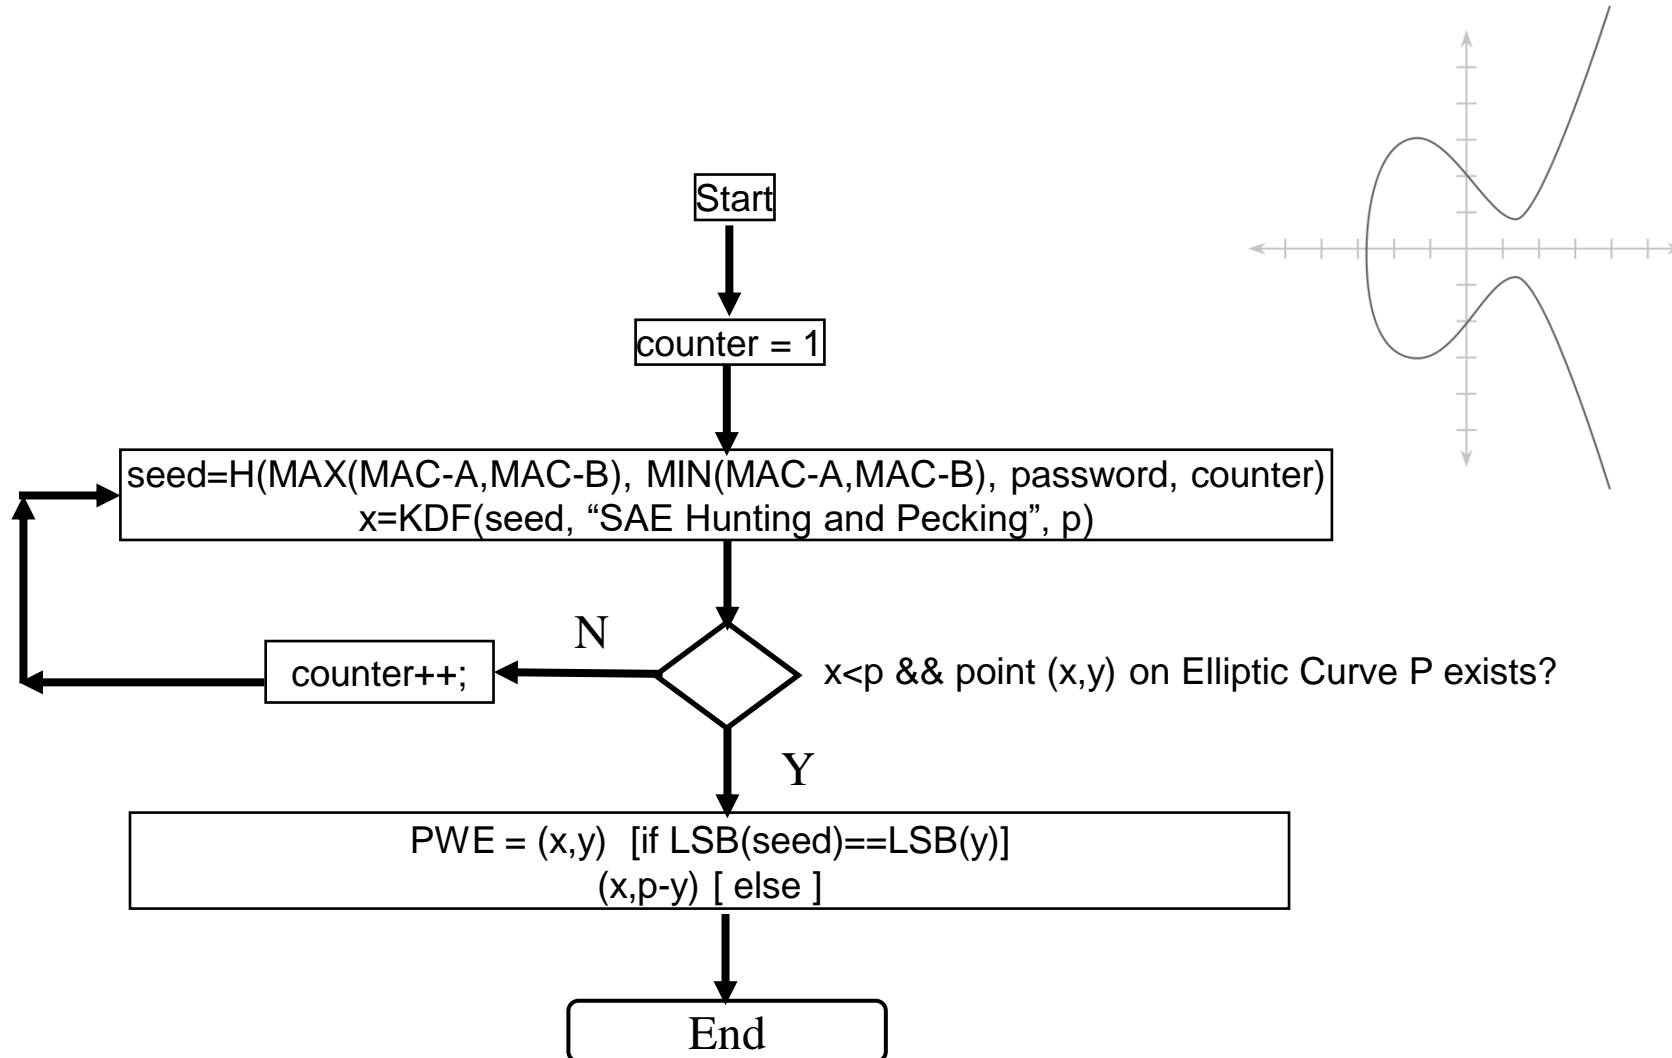 Start
counter = 1
seed=H(MAX(MAC-A,MAC-B), MIN(MAC-A,MAC-B), password, counter)
x=KDF(seed, “SAE Hunting and Pecking”, p)
N
counter++;
x<p && point (x,y) on Elliptic Curve P exists?
Y
PWE = (x,y) [if LSB(seed)==LSB(y)]
(x,p-y) [ else ]
End